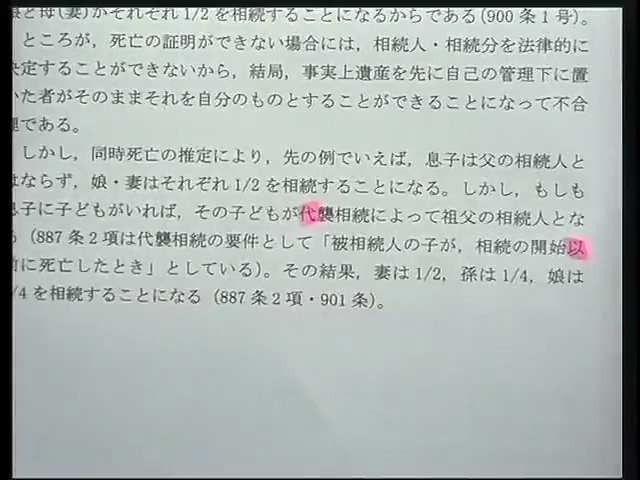 と母(妻)がそれぞれ1/2を相続することになるからである(900条1号)。
ところが，死亡の証明ができない場合には，相続人・相続分を法律的に
決定することができないから，結局，事実上遺産を先に自己の管理下に置
いた者がそのままそれを自分のものとすることができることになって不合
理である。
しかし，同時死亡の推定により，先の例でいえば，息子は父の相続人と
はならず，娘・妻はそれぞれ1/2を相続することになる。しかし，もしも
息子に子どもがいれば，その子どもが代襲相続によって祖父の相続人とな
る(887条2項は代襲相続の要件として「被相続人の子が，相続の開始以
前に死亡したとき」としている)。その結果，妻は1/2，孫は1/4，娘は
1/4を相続することになる(887条2項・901条)。